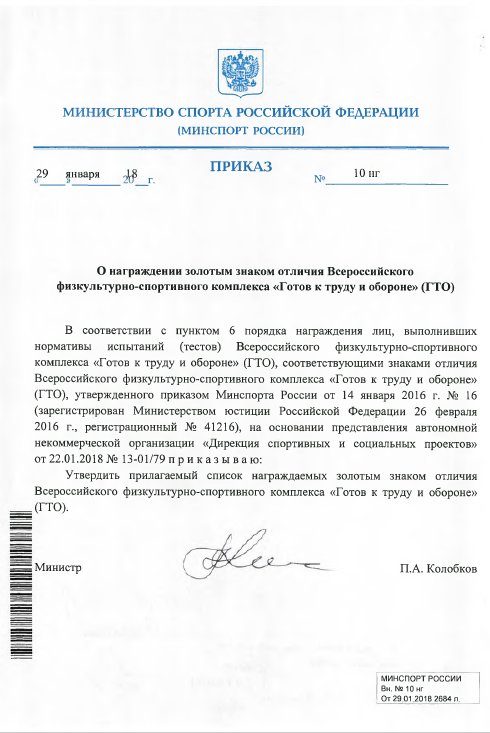 МИНИСТЕРСТВО СПОРТА РОССИЙСКОЙ ФЕДЕРАЦИИ
(МИНСПОРТ РОССИИ)
ПРИКАЗ
«29» января 2018 г. № 10 нг
О награждении золотым знаком отличия Всероссийского
физкультурно-спортивного комплекса «Готов к труду и обороне» (ГТО)
В соответствии с пунктом 6 порядка награждения лиц, выполнивших
нормативы испытаний (тестов) Всероссийского физкультурно-спортивного
комплекса «Готов к труду и обороне» (ГТО), соответствующими знаками отличия
Всероссийского физкультурно-спортивного комплекса «Готов к труду и обороне»
(ГТО), утвержденного приказом Минспорта России от 14 января 2016 г. № 16
(зарегистрирован Министерством юстиции Российской Федерации 26 февраля
2016 г., регистрационный № 41216), на основании представления автономной
некоммерческой организации «Дирекция спортивных и социальных проектов»
от 22.01.2018 № 13-01/79 п р и к а з ы в а ю:
Утвердить прилагаемый список награждаемых золотым знаком отличия
Всероссийского физкультурно-спортивного комплекса «Готов к труду и обороне»
(ГТО).
Министр П.А. Колобков
МИНСПОРТ РОССИИ
Вн. № 10 нг
От 29.01.2018 2684 л.